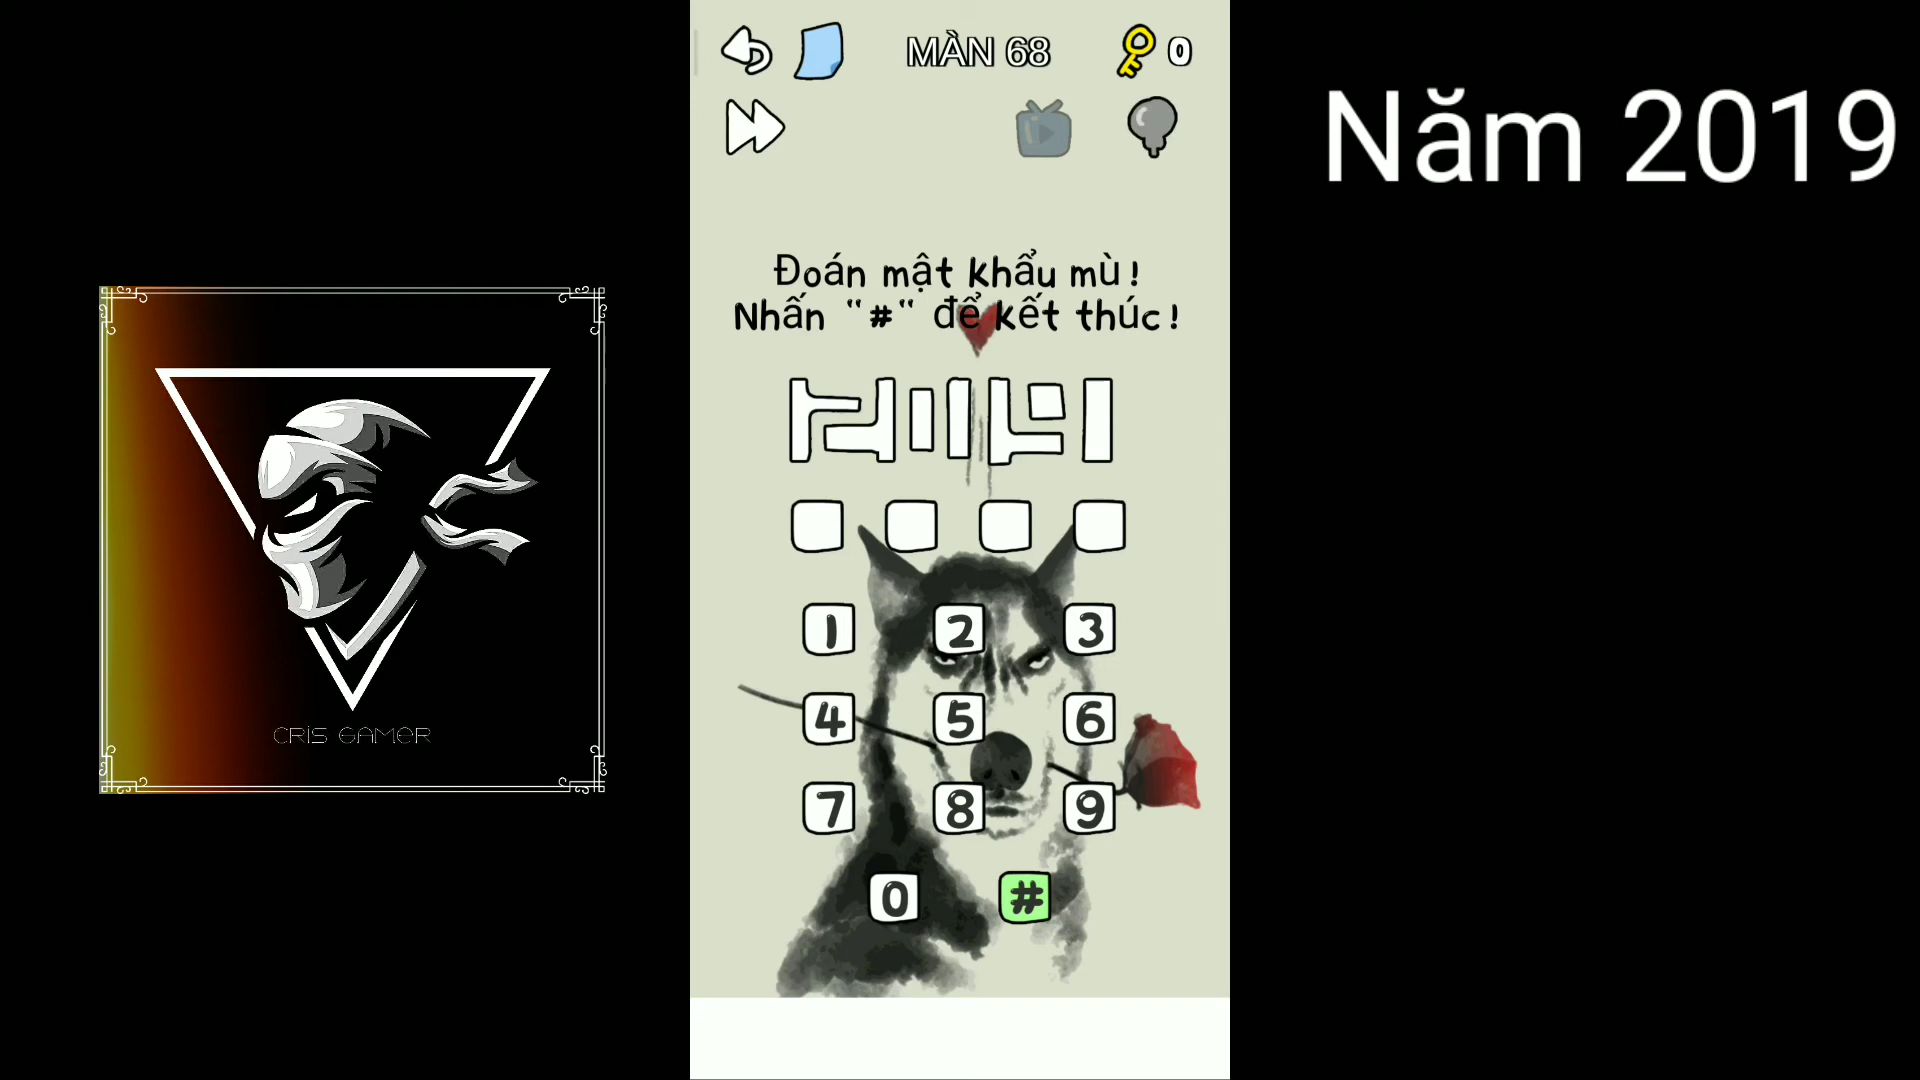 MÀN 68
0
Năm 2019
Đoán mật khẩu mù!
Nhấn “#“ để kết thúc!
1 2 3
4 5 6
7 8 9
0 #
CRIS GAMER